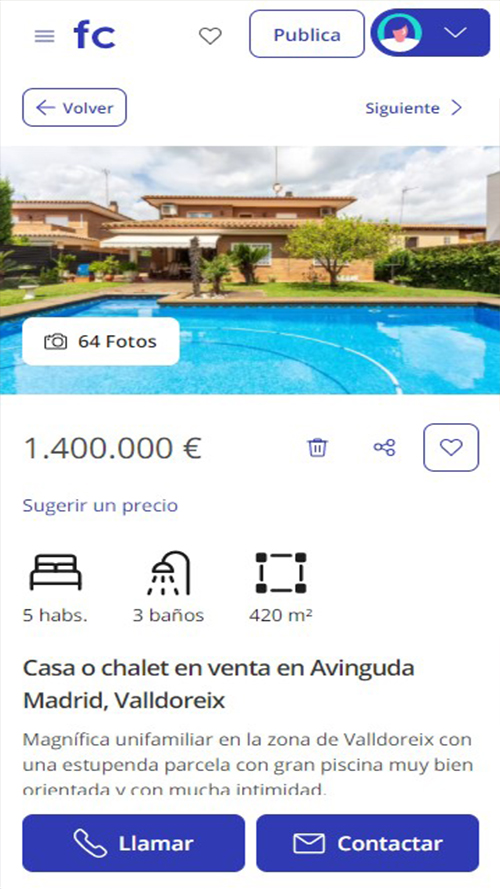 fc
Publica
Volver
Siguiente
64 Fotos
1.400.000 €
Sugerir un precio
5 habs.
3 baños
420 m²
Casa o chalet en venta en Avinguda
Madrid, Valldoreix
Magnífica unifamiliar en la zona de Valldoreix con
una estupenda parcela con gran piscina muy bien
orientada y con mucha intimidad.
Llamar
Contactar